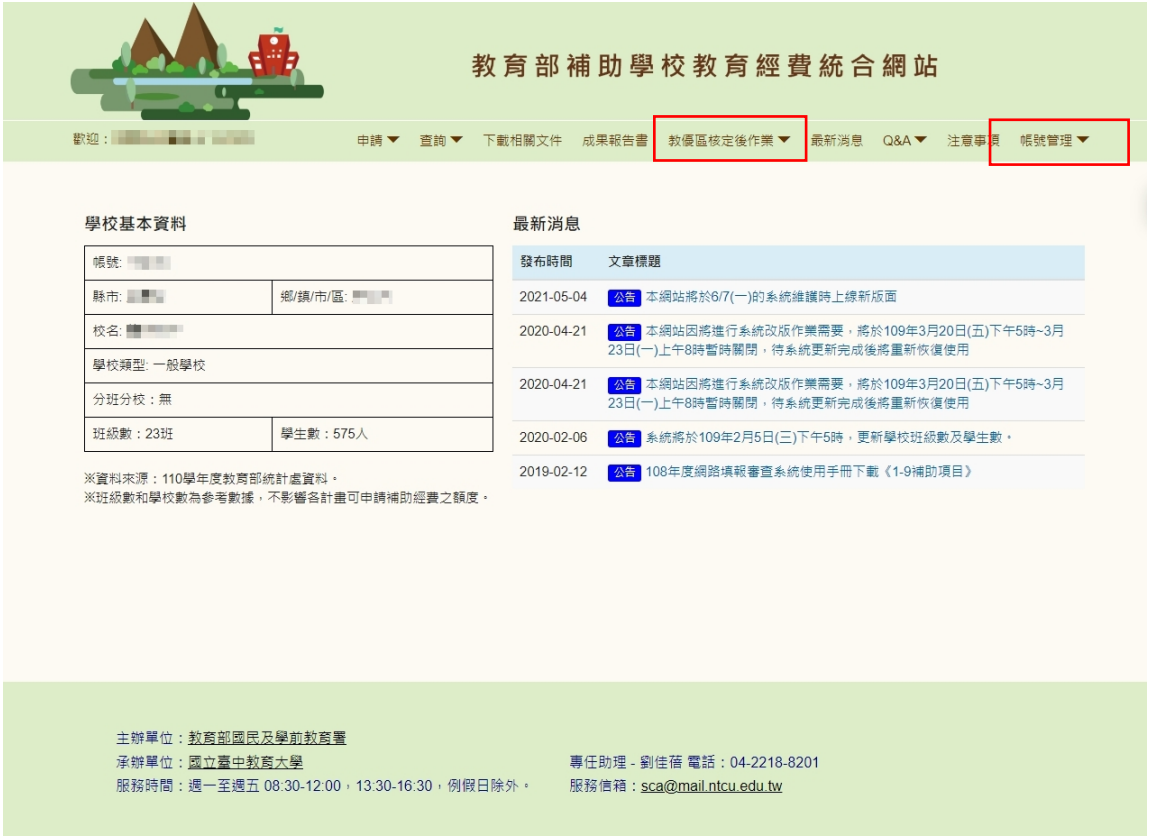 教育部補助學校教育經費統合網站
歡迎：
申請 查詢 下載相關文件 成果報告書 教優區核定後作業 最新消息 Q&A 注意事項 帳號管理
學校基本資料
帳號:
縣市: 鄉/鎮/市/區:
校名:
學校類型: 一般學校
分班分校：無
班級數：23班 學生數：575人
※資料來源：110學年度教育部統計處資料。
※班級數和學校數為參考數據，不影響各計畫可申請補助經費之額度。
最新消息
發布時間 文章標題
2021-05-04 公告 本網站將於6/7(一)的系統維護時上線新版面
2020-04-21 公告 本網站因將進行系統改版作業需要，將於109年3月20日(五)下午5時~3月
23日(一)上午8時暫時關閉，待系統更新完成後將重新恢復使用
2020-04-21 公告 本網站因將進行系統改版作業需要，將於109年3月20日(五)下午5時~3月
23日(一)上午8時暫時關閉，待系統更新完成後將重新恢復使用
2020-02-06 公告 系統將於109年2月5日(三)下午5時，更新學校班級數及學生數。
2019-02-12 公告 108年度網路填報審查系統使用手冊下載《1-9補助項目》
主辦單位：教育部國民及學前教育署
承辦單位：國立臺中教育大學
服務時間：週一至週五 08:30-12:00，13:30-16:30，例假日除外。
專任助理 - 劉佳蓓 電話：04-2218-8201
服務信箱：sca@mail.ntcu.edu.tw